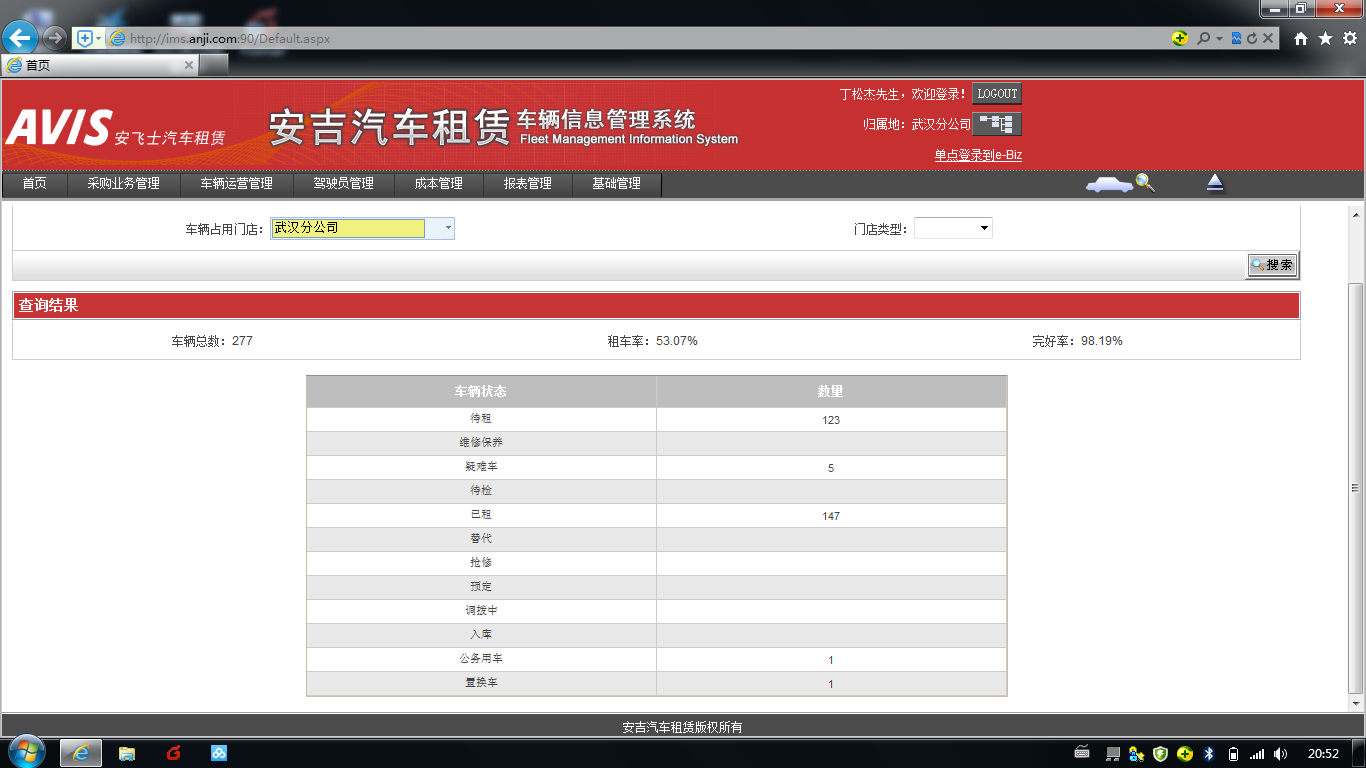 http://ims.anji.com:90/Default.aspx
首页
AVIS 安飞士汽车租赁
安吉汽车租赁 车辆信息管理系统
Fleet Management Information System
丁松杰先生，欢迎登录! LOGOUT
归属地：武汉分公司
单点登录到e-Biz
首页 采购业务管理 车辆运营管理 驾驶员管理 成本管理 报表管理 基础管理
车辆占用门店： 武汉分公司 门店类型：
搜索
查询结果
车辆总数：277 租车率：53.07% 完好率：98.19%
车辆状态 数量
待租 123
维修保养
疑难车 5
待检
已租 147
替代
抢修
预定
调拨中
入库
公务用车 1
置换车 1
安吉汽车租赁版权所有
20:52